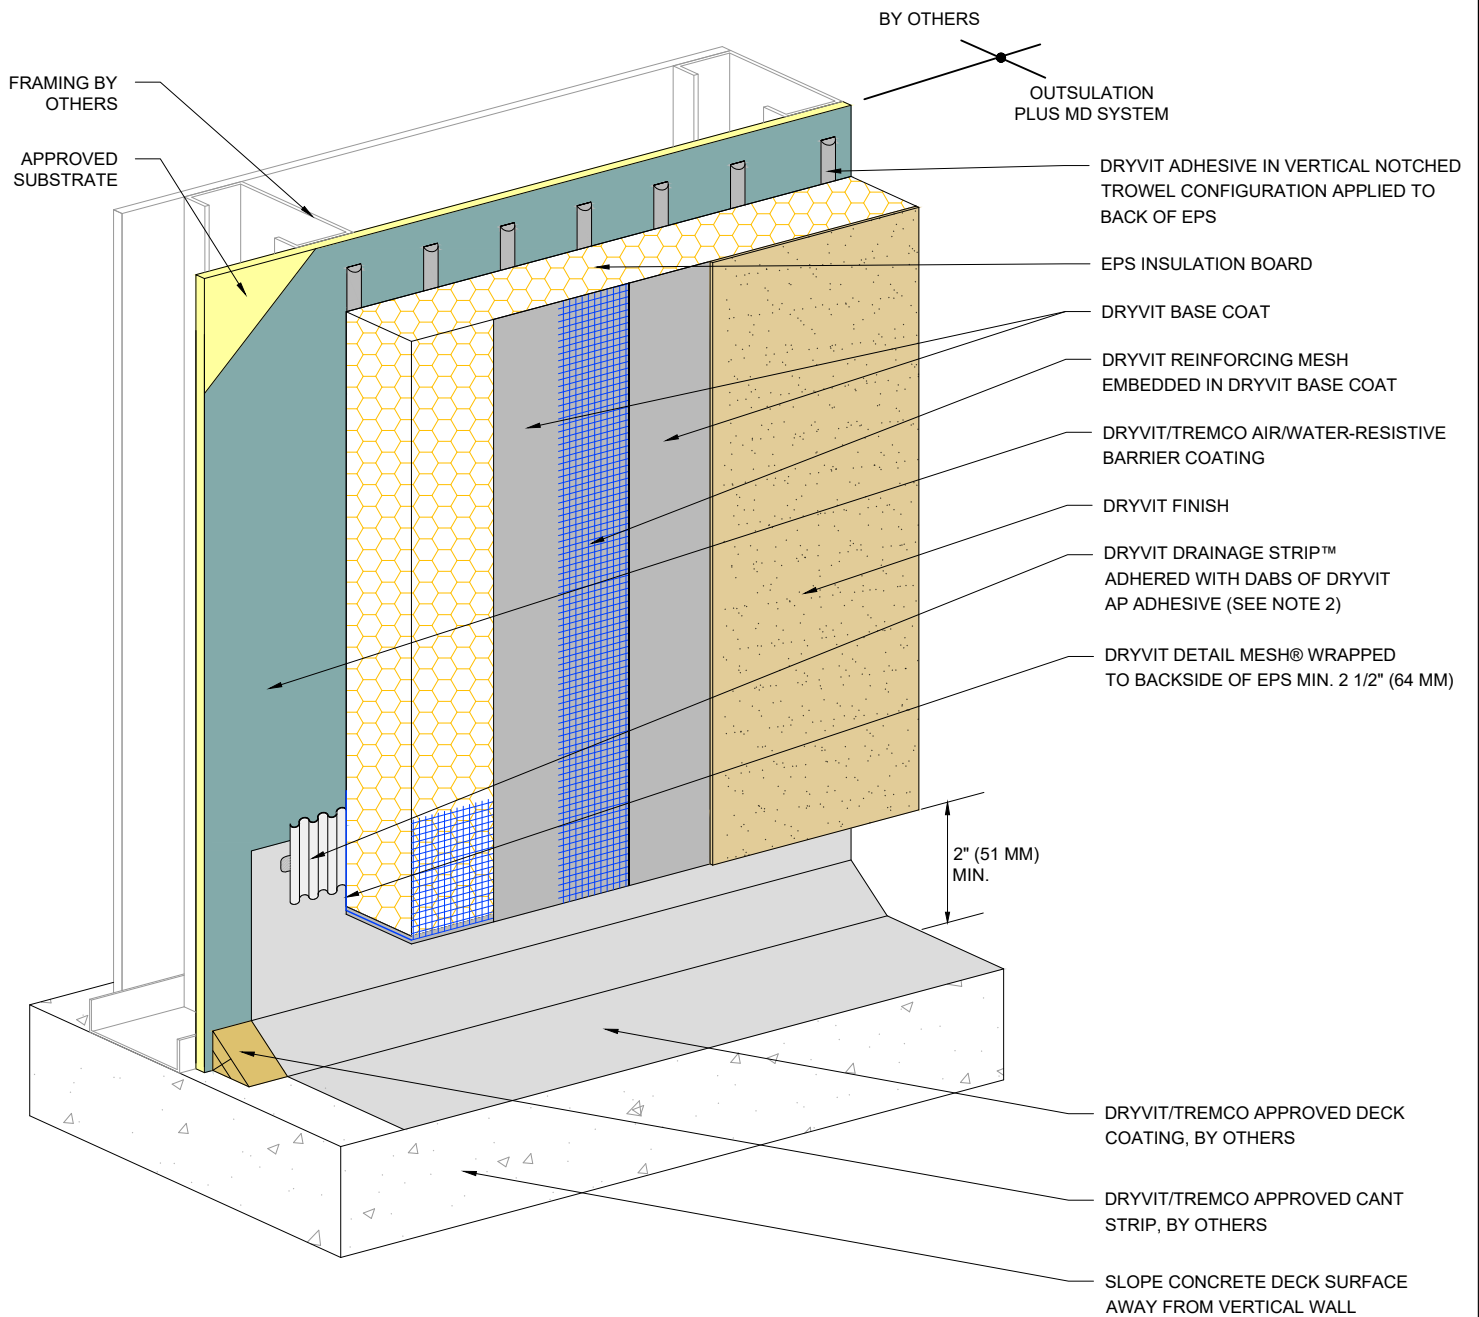 BY OTHERS
OUTSULATION
PLUS MD SYSTEM
FRAMING BY
OTHERS
APPROVED
SUBSTRATE
DRYVIT ADHESIVE IN VERTICAL NOTCHED
TROWEL CONFIGURATION APPLIED TO
BACK OF EPS
EPS INSULATION BOARD
DRYVIT BASE COAT
DRYVIT REINFORCING MESH
EMBEDDED IN DRYVIT BASE COAT
DRYVIT/TREMCO AIR/WATER-RESISTIVE
BARRIER COATING
DRYVIT FINISH
DRYVIT DRAINAGE STRIP™
ADHERED WITH DABS OF DRYVIT
AP ADHESIVE (SEE NOTE 2)
DRYVIT DETAIL MESH® WRAPPED
TO BACKSIDE OF EPS MIN. 2 1/2" (64 MM)
2" (51 MM)
MIN.
DRYVIT/TREMCO APPROVED DECK
COATING, BY OTHERS
DRYVIT/TREMCO APPROVED CANT
STRIP, BY OTHERS
SLOPE CONCRETE DECK SURFACE
AWAY FROM VERTICAL WALL